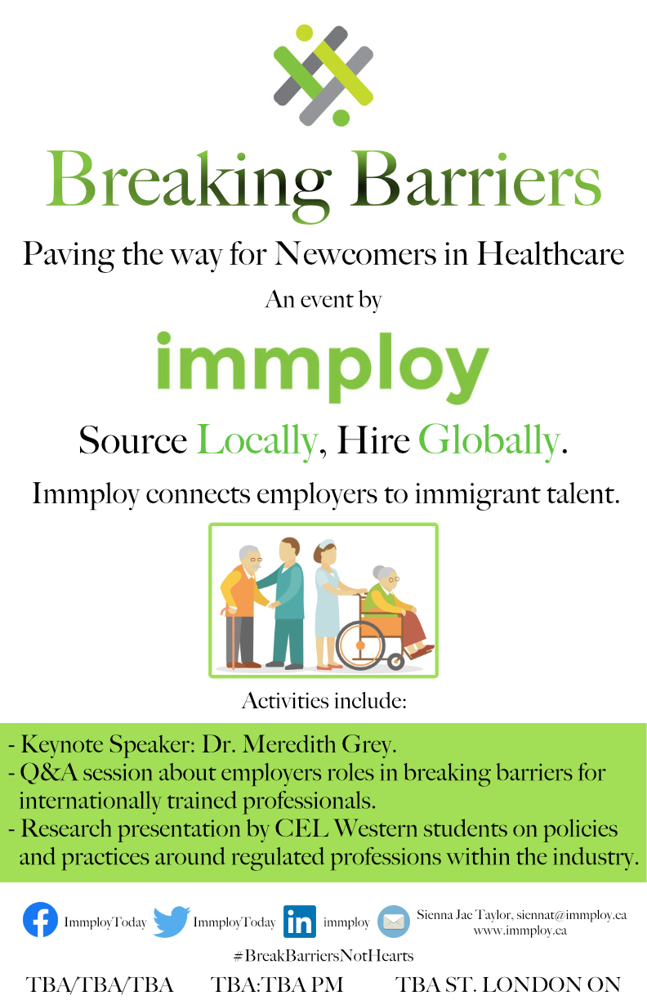 Breaking Barriers
Paving the way for Newcomers in Healthcare
An event by
immploy
Source Locally, Hire Globally.
Immploy connects employers to immigrant talent.
Activities include:
- Keynote Speaker: Dr. Meredith Grey.
- Q&A session about employers roles in breaking barriers for
internationally trained professionals.
- Research presentation by CEL Western students on policies
and practices around regulated professions within the industry.
ImmployToday ImmployToday immploy Sienna Jae Taylor, siennat@immploy.ca
www.immploy.ca
#BreakBarriersNotHearts
TBA/TBA/TBA TBA:TBA PM TBA ST. LONDON ON